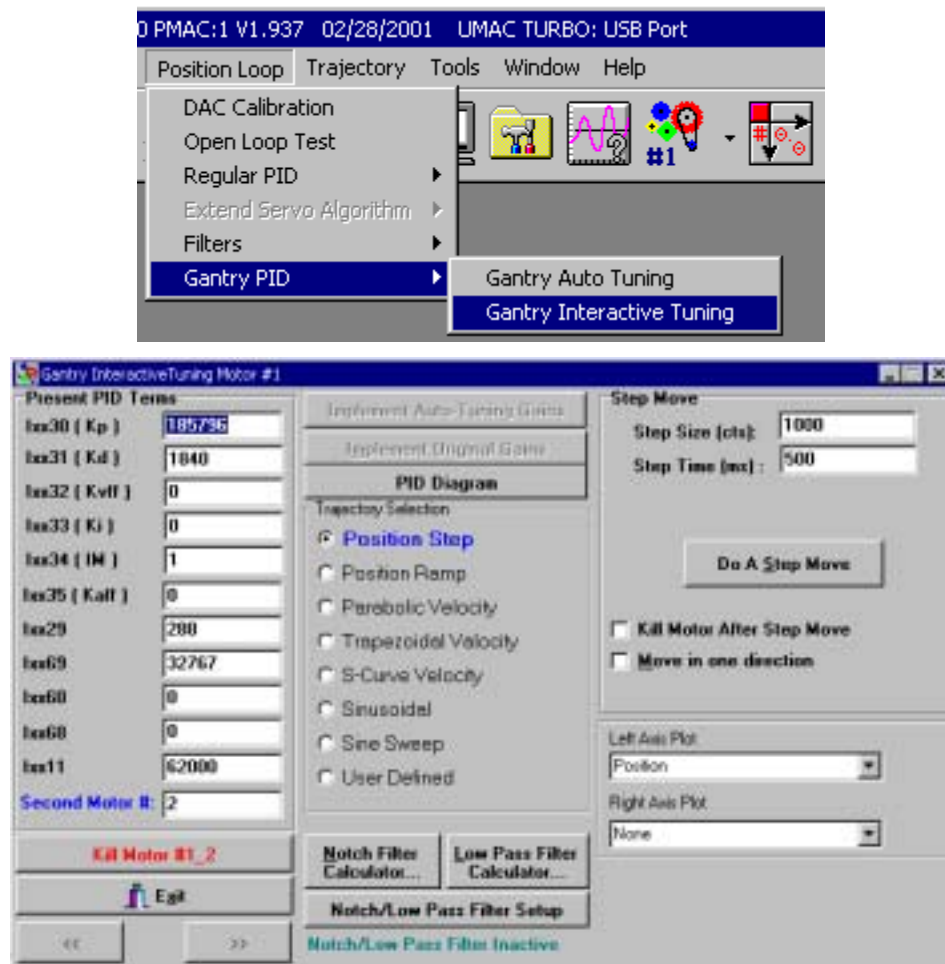 0 PMAC:1 V1.937 02/28/2001 UMAC TURBO: USB Port
Position Loop Trajectory Tools Window Help
DAC Calibration
Open Loop Test
Regular PID
Extend Servo Algorithm
Filters
Gantry PID
Gantry Auto Tuning
Gantry Interactive Tuning
#1
#
Gantry InteractiveTuning Motor #1
Present PID Terms
Ixx30 ( Kp ) 185796
Ixx31 ( Kd ) 1840
Ixx32 ( Kvff ) 0
Ixx33 ( Ki ) 0
Ixx34 ( IM ) 1
Ixx35 ( Kaff ) 0
Ixx29 288
Ixx69 32767
Ixx60 0
Ixx68 0
Ixx11 62000
Second Motor #: 2
Kill Motor #1_2
Exit
<< >>
Implement Auto-Tuning Gains
Implement Original Gains
PID Diagram
Trajectory Selection
Position Step
Position Ramp
Parabolic Velocity
Trapezoidal Velocity
S-Curve Velocity
Sinusoidal
Sine Sweep
User Defined
Notch Filter Calculator...
Low Pass Filter Calculator...
Notch/Low Pass Filter Setup
Notch/Low Pass Filter Inactive
Step Move
Step Size (cts): 1000
Step Time (ms) : 500
Do A Step Move
Kill Motor After Step Move
Move in one direction
Left Axis Plot
Position
Right Axis Plot
None